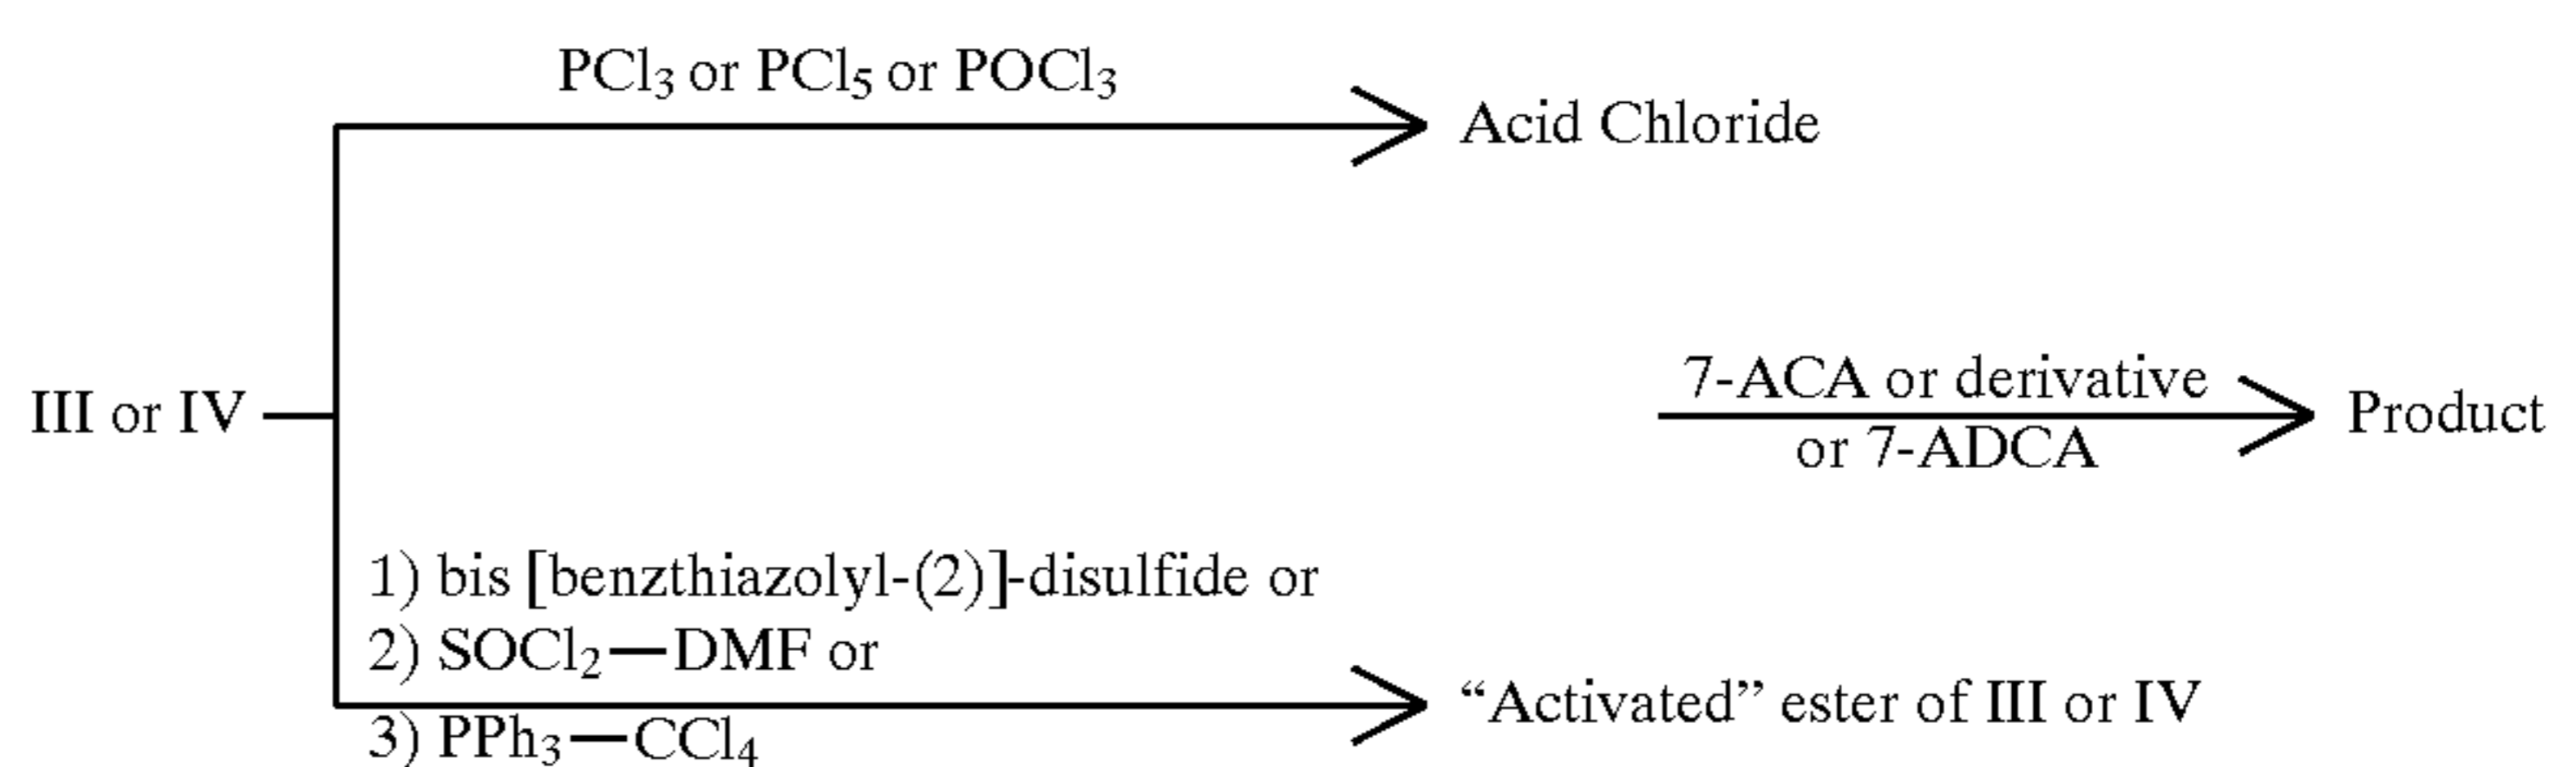 PCl3 or PCl5 or POCl3
Acid Chloride
III or IV
7-ACA or derivative
or 7-ADCA
Product
1) bis [benzthiazolyl-(2)]-disulfide or
2) SOCl2—DMF or
3) PPh3—CCl4
“Activated” ester of III or IV